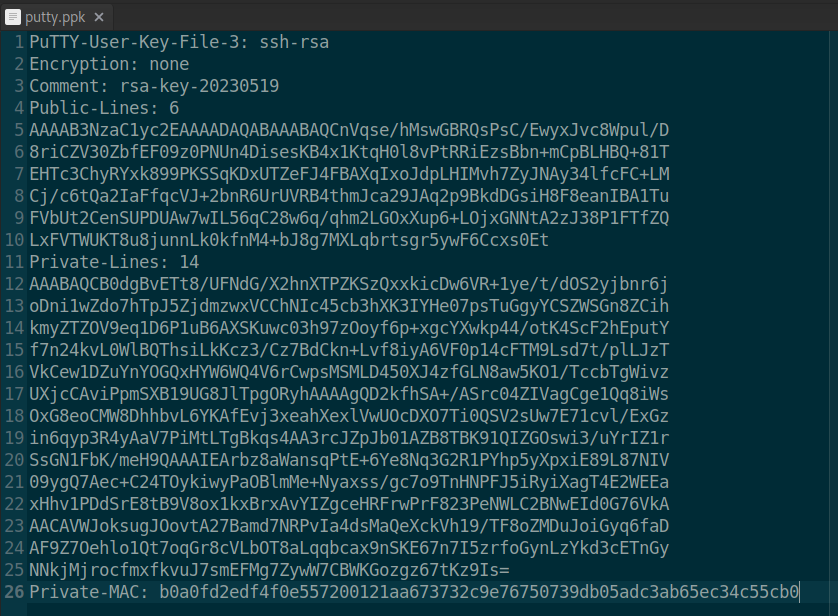 putty.ppk
1 PuTTY-User-Key-File-3: ssh-rsa
2 Encryption: none
3 Comment: rsa-key-20230519
4 Public-Lines: 6
5 AAAAB3NzaC1yc2EAAAADAQABAAABAQCnVqse/hMswGBRQsPsC/EwyxJvc8Wpul/D
6 8riCZV30ZbfEF09z0PNUn4DisesKB4x1KtqH0l8vPtRRiEzsBbn+mCpBLHBQ+81T
7 EHTc3ChyRYxk899PKSSqKDxUTZeFJ4FBAXqIxoJdpLHIMvh7ZyJNAy34lfcFC+LM
8 Cj/c6tQa2IaFfqcVJ+2bnR6UrUVRB4thmJca29JAq2p9BkdDGsiH8F8eanIBA1Tu
9 FVbUt2CenSUPDUAw7wIL56qC28w6q/qhm2LGOxXup6+LOjxGNNtA2zJ38P1FTfZQ
10 LxFVTWUKT8u8junnLk0kfnM4+bJ8g7MXLqbrtsgr5ywF6Ccxs0Et
11 Private-Lines: 14
12 AAABAQCB0dgBvETt8/UFNdG/X2hnXTPZKSzQxxkicDw6VR+1ye/t/dOS2yjbnr6j
13 oDni1wZdo7hTpJ5ZjdmzwxVCChNIc45cb3hXK3IYHe07psTuGgyYCSZWSGn8ZCih
14 kmyZTZOV9eq1D6P1uB6AXSKuwc03h97zOoyf6p+xgcYXwkp44/otK4ScF2hEputY
15 f7n24kvL0WlBQThsiLkKcz3/Cz7BdCkn+Lvf8iyA6VF0p14cFTM9Lsd7t/plLJzT
16 VkCew1DZuYnYOGQxHYW6WQ4V6rCwpsMSMLD450XJ4zfGLN8aw5KO1/TccbTgWivz
17 UXjcCAviPpmSXB19UG8JlTpgORyhAAAAgQD2kfhSA+/ASrc04ZIVagCge1Qq8iWs
18 OxG8eoCMW8DhhbvL6YKAfEvj3xeahXexlVwUOcDXO7Ti0QSV2sUw7E71cvl/ExGz
19 in6qyp3R4yAaV7PiMtLTgBkqs4AA3rcJZpJb01AZB8TBK91QIZGOswi3/uYrIZ1r
20 SsGN1FbK/meH9QAAAIEArbz8aWansqPtE+6Ye8Nq3G2R1PYhp5yXpxiE89L87NIV
21 09ygQ7Aec+C24TOykiwyPaOBlmMe+Nyaxss/gc7o9TnHNPFJ5iRyiXagT4E2WEEa
22 xHhv1PDdSrE8tB9V8ox1kxBrxAvYIZgceHRFrwPrF823PeNWLC2BNwEId0G76VkA
23 AACAVWJoksugJOovtA27Bamd7NRPvIa4dsMaQeXckVh19/TF8oZMDuJoiGyq6faD
24 AF9Z7Oehlo1Qt7oqGr8cVLbOT8aLqqbcax9nSKE67n7I5zrfoGynLzYkd3cETnGy
25 NNkjMjrocfmxfkvuJ7smEFMg7ZywW7CBWKGozgz67tKz9Is=
26 Private-MAC: b0a0fd2edf4f0e557200121aa673732c9e76750739db05adc3ab65ec34c55cb0